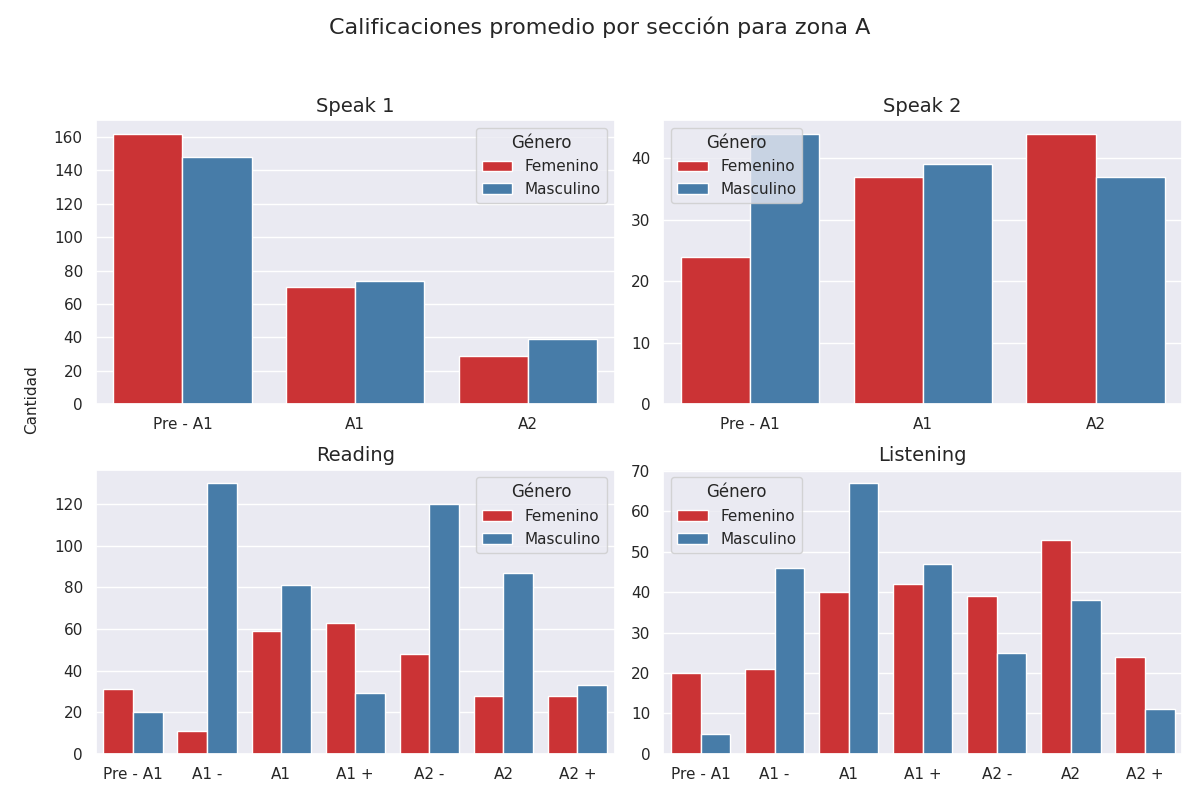 Calificaciones promedio por sección para zona A
Cantidad
Speak 1
160
140
120
100
80
60
40
20
0
Género
Femenino
Masculino
Pre - A1 A1 A2
Speak 2
40
30
20
10
0
Género
Femenino
Masculino
Pre - A1 A1 A2
Reading
120
100
80
60
40
20
0
Género
Femenino
Masculino
Pre - A1 A1 - A1 A1 + A2 - A2 A2 +
Listening
70
60
50
40
30
20
10
0
Género
Femenino
Masculino
Pre - A1 A1 - A1 A1 + A2 - A2 A2 +